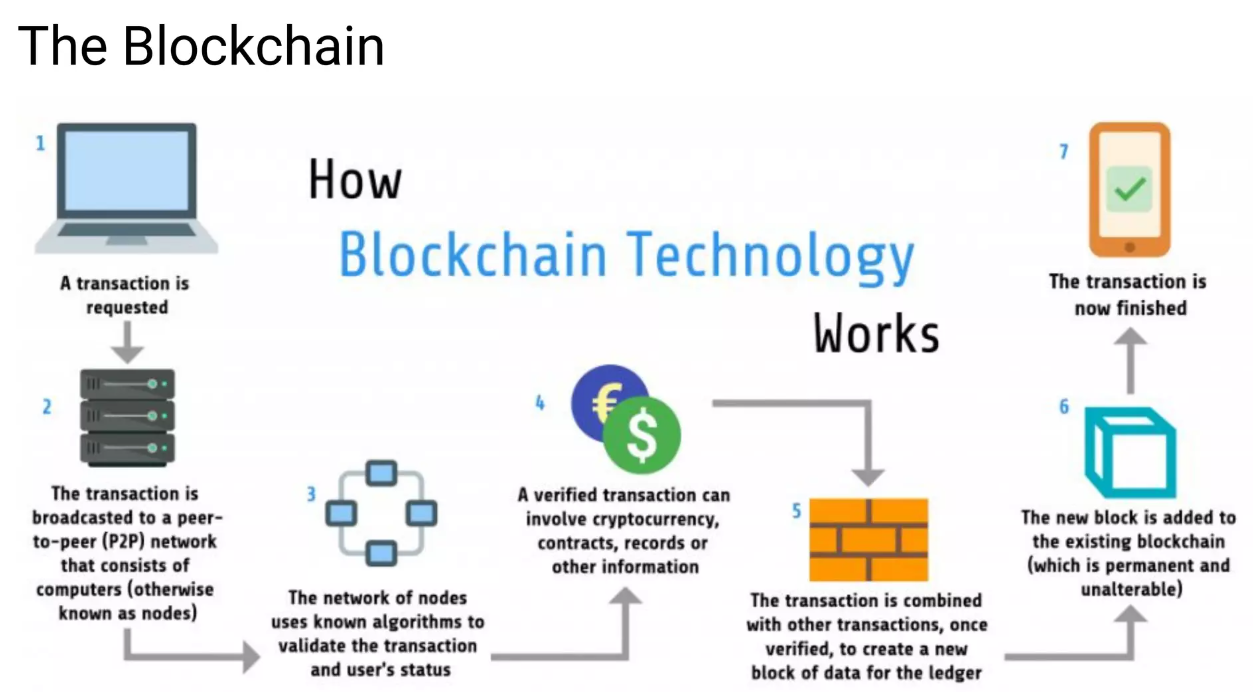 The Blockchain
How
Blockchain Technology
Works
1
A transaction is
requested
2
The transaction is
broadcasted to a peer-
to-peer (P2P) network
that consists of
computers (otherwise
known as nodes)
3
The network of nodes
uses known algorithms to
validate the transaction
and user's status
4
€
$
A verified transaction can
involve cryptocurrency,
contracts, records or
other information
5
The transaction is combined
with other transactions, once
verified, to create a new
block of data for the ledger
6
The new block is added to
the existing blockchain
(which is permanent and
unalterable)
7
The transaction is
now finished